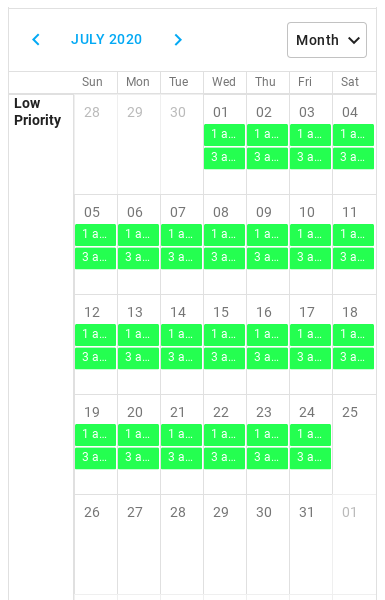 JULY 2020
Month
Sun Mon Tue Wed Thu Fri Sat
Low
Priority
28 29 30 01 02 03 04
1 a... 1 a... 1 a... 1 a...
3 a... 3 a... 3 a... 3 a...
05 06 07 08 09 10 11
1 a... 1 a... 1 a... 1 a... 1 a... 1 a... 1 a...
3 a... 3 a... 3 a... 3 a... 3 a... 3 a... 3 a...
12 13 14 15 16 17 18
1 a... 1 a... 1 a... 1 a... 1 a... 1 a... 1 a...
3 a... 3 a... 3 a... 3 a... 3 a... 3 a... 3 a...
19 20 21 22 23 24 25
1 a... 1 a... 1 a... 1 a... 1 a... 1 a...
3 a... 3 a... 3 a... 3 a... 3 a... 3 a...
26 27 28 29 30 31 01